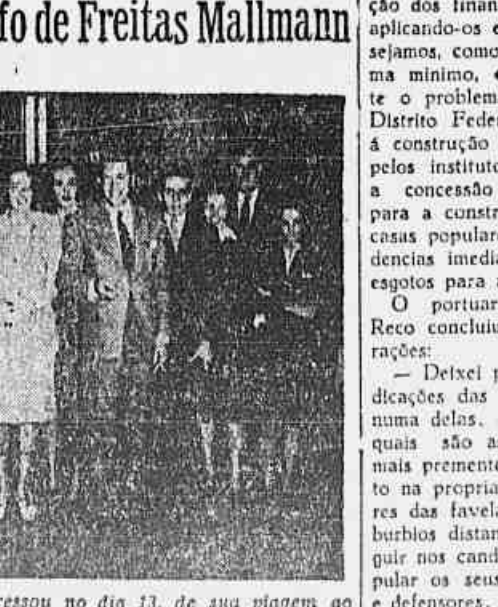 fo de Freitas Mallmann
ressou no dia 13, de sua viagem ao
ção dos finan
aplicando-os e
sejamos, como
ma minimo, e
te o problem
Distrito Feder
á construção
pelos instituto
a concessão
para a constr
casas popular
dencias imedia
esgotos para a
O portuar
Reco concluiu
rações:
— Deixei p
dicações das
numa delas,
quais são as
mais premente
to na propria
res das favela
burbios distan
guir nos cand
pular os seus
e defensores.